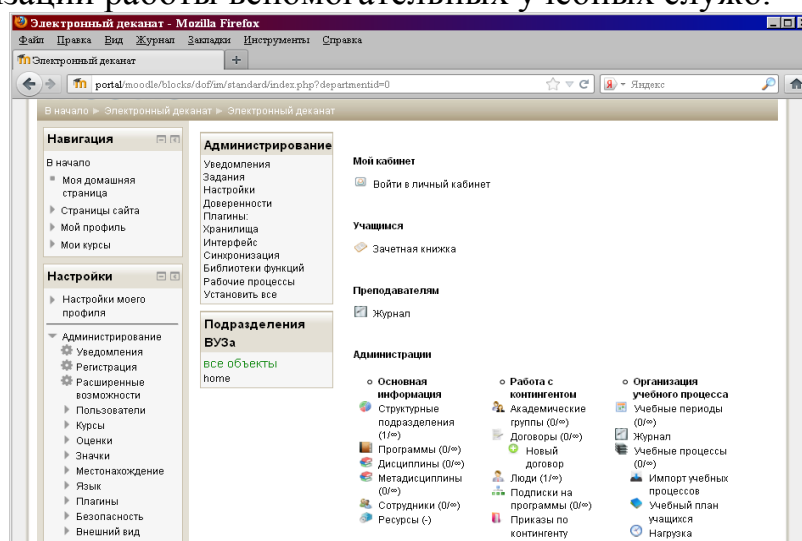 работы вспомогательных учебных служб.
Электронный деканат - Mozilla Firefox
Файл Правка Вид Журнал Закладки Инструменты Справка
Электронный деканат
portal/moodle/blocks/dof/im/standard/index.php?departmentid=0
Яндекс
В начало ► Электронный деканат ► Электронный деканат
Навигация
В начало
Моя домашняя
страница
Страницы сайта
Мой профиль
Мои курсы
Настройки
Настройки моего
профиля
Администрирование
Уведомления
Регистрация
Расширенные
возможности
Пользователи
Курсы
Оценки
Значки
Местонахождение
Язык
Плагины
Безопасность
Внешний вид
Администрирование
Уведомления
Задания
Настройки
Доверенности
Плагины:
Хранилища
Интерфейс
Синхронизация
Библиотеки функций
Рабочие процессы
Установить все
Подразделения
ВУЗа
все объекты
home
Мой кабинет
Войти в личный кабинет
Учащимся
Зачетная книжка
Преподавателям
Журнал
Администрации
Основная
информация
Структурные
подразделения
(1/∞)
Программы (0/∞)
Дисциплины (0/∞)
Метадисциплины
(0/∞)
Сотрудники (0/∞)
Ресурсы (-)
Работа с
контингентом
Академические
группы (0/∞)
Договоры (0/∞)
Новый
договор
Люди (1/∞)
Подписки на
программы (0/∞)
Приказы по
контингенту
Организация
учебного процесса
Учебные периоды
(0/∞)
Журнал
Учебные процессы
(0/∞)
Импорт учебных
процессов
Учебный план
учащихся
Нагрузка